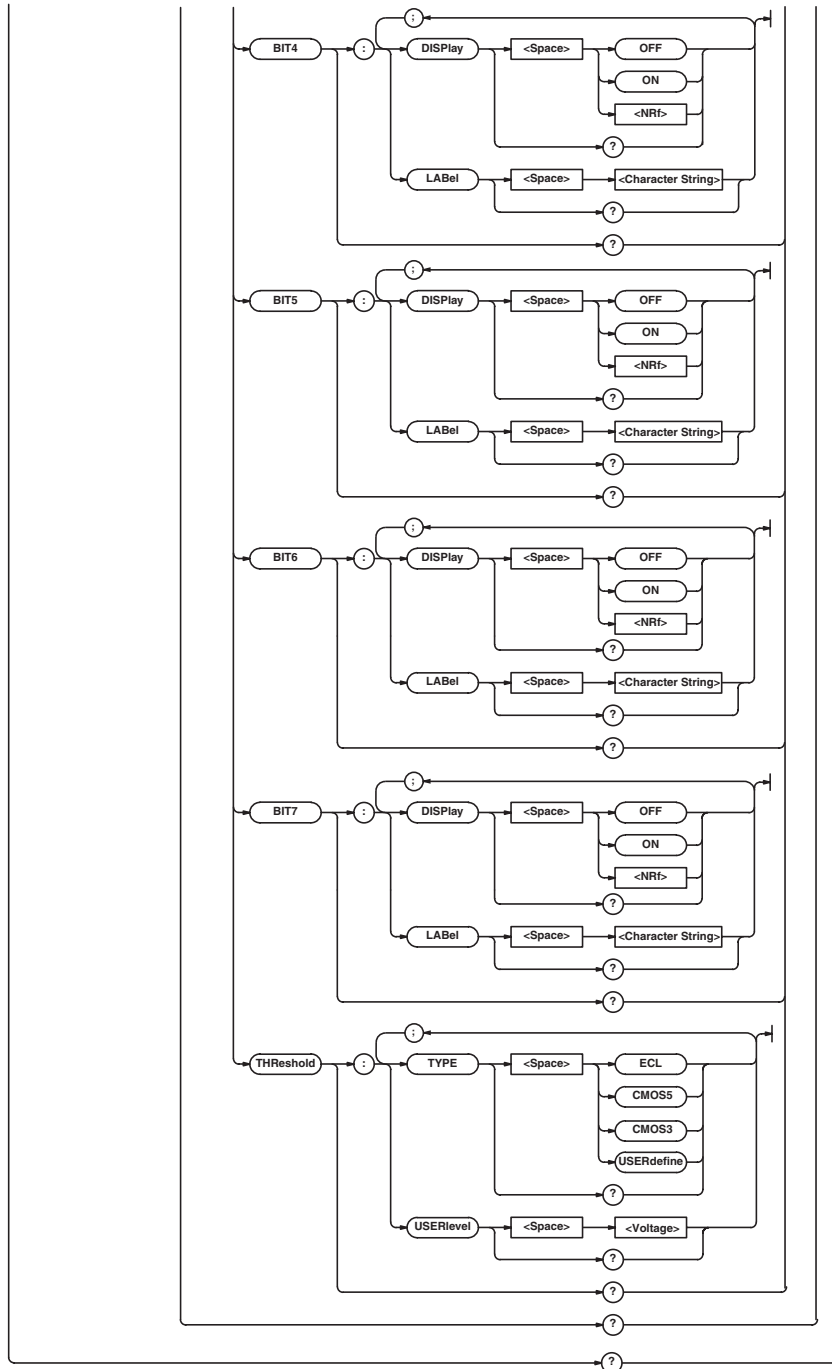 ;
BIT4 : DISPlay <Space> OFF
ON
<NRf>
?
LABel <Space> <Character String>
?
?
;
BIT5 : DISPlay <Space> OFF
ON
<NRf>
?
LABel <Space> <Character String>
?
?
;
BIT6 : DISPlay <Space> OFF
ON
<NRf>
?
LABel <Space> <Character String>
?
?
;
BIT7 : DISPlay <Space> OFF
ON
<NRf>
?
LABel <Space> <Character String>
?
?
;
THReshold : TYPE <Space> ECL
CMOS5
CMOS3
USERdefine
?
USERlevel <Space> <Voltage>
?
?
?
?